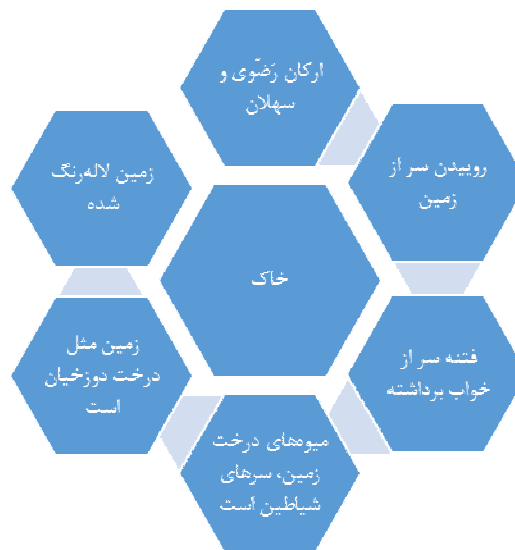 ارکان رَضّوی و
سهلان
روییدن سر از
زمین
فتنه سر از
خواب برداشته
میوه‌های درخت
زمین، سرهای
شیاطین است
زمین مثل
درخت دوزخیان
است
زمین لاله‌رنگ
شده
خاک